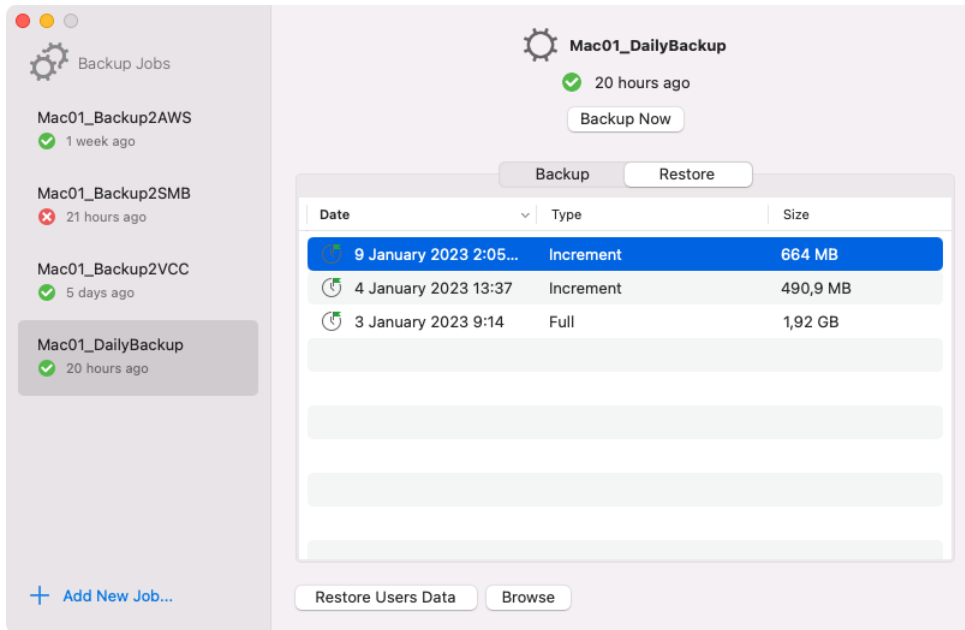 Backup Jobs
Mac01_Backup2AWS
1 week ago
Mac01_Backup2SMB
21 hours ago
Mac01_Backup2VCC
5 days ago
Mac01_DailyBackup
20 hours ago
Add New Job...
Mac01_DailyBackup
20 hours ago
Backup Now
Backup Restore
Date Type Size
9 January 2023 2:05... Increment 664 MB
4 January 2023 13:37 Increment 490,9 MB
3 January 2023 9:14 Full 1,92 GB
Restore Users Data Browse